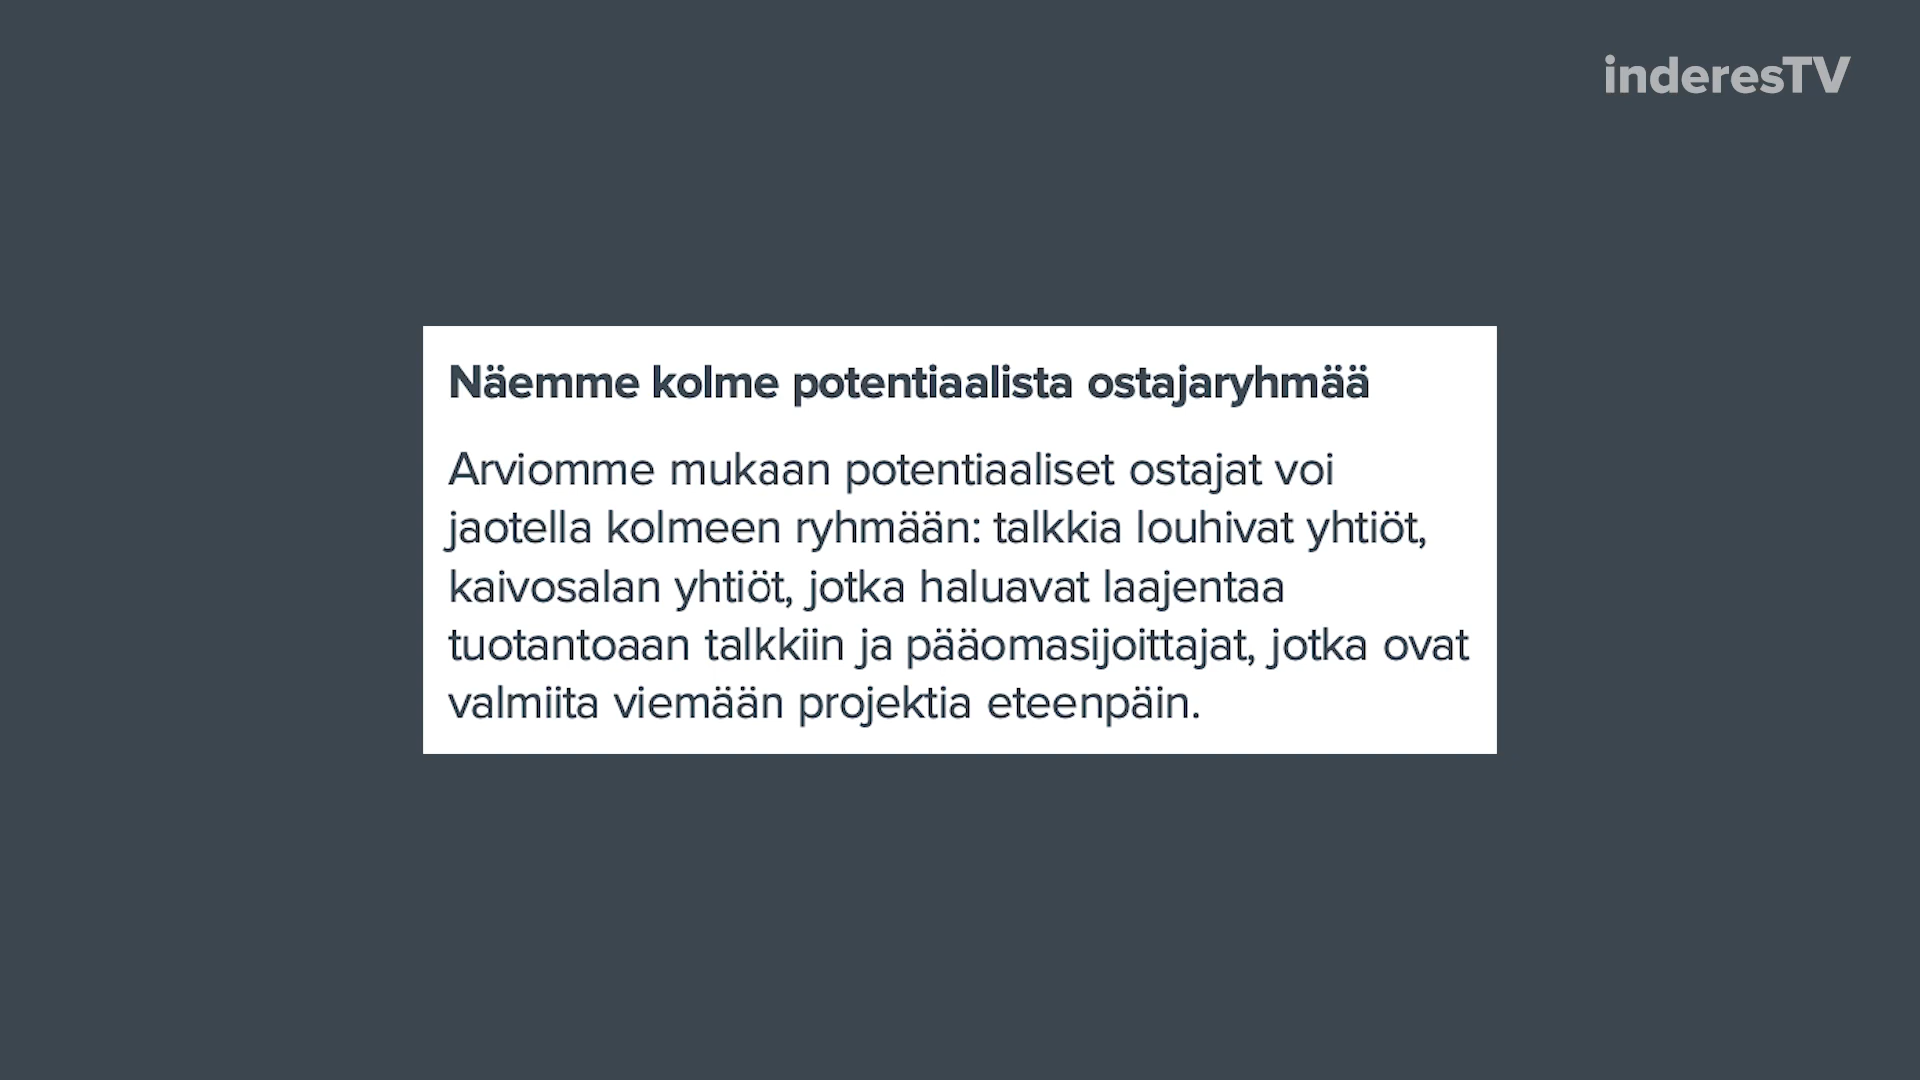 inderesTV
Näemme kolme potentiaalista ostajaryhmää
Arviomme mukaan potentiaaliset ostajat voi
jaotella kolmeen ryhmään: talkkia louhivat yhtiöt,
kaivosalan yhtiöt, jotka haluavat laajentaa
tuotantoaan talkkiin ja pääomasijoittajat, jotka ovat
valmiita viemään projektia eteenpäin.